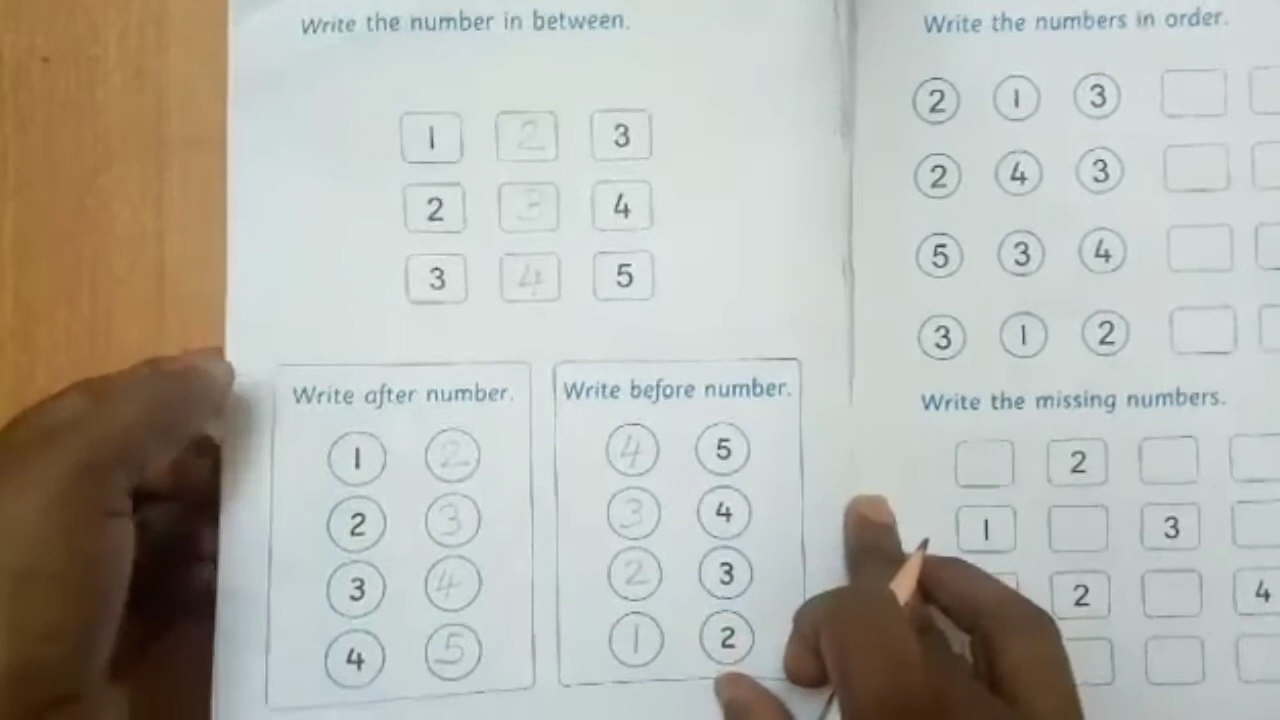 Write the number in between.
1 2 3
2 3 4
3 4 5
Write after number.
1 2
2 3
3 4
4 5
Write before number.
4 5
3 4
2 3
1 2
Write the numbers in order.
2 1 3
2 4 3
5 3 4
3 1 2
Write the missing numbers.
2
1 3
2 4